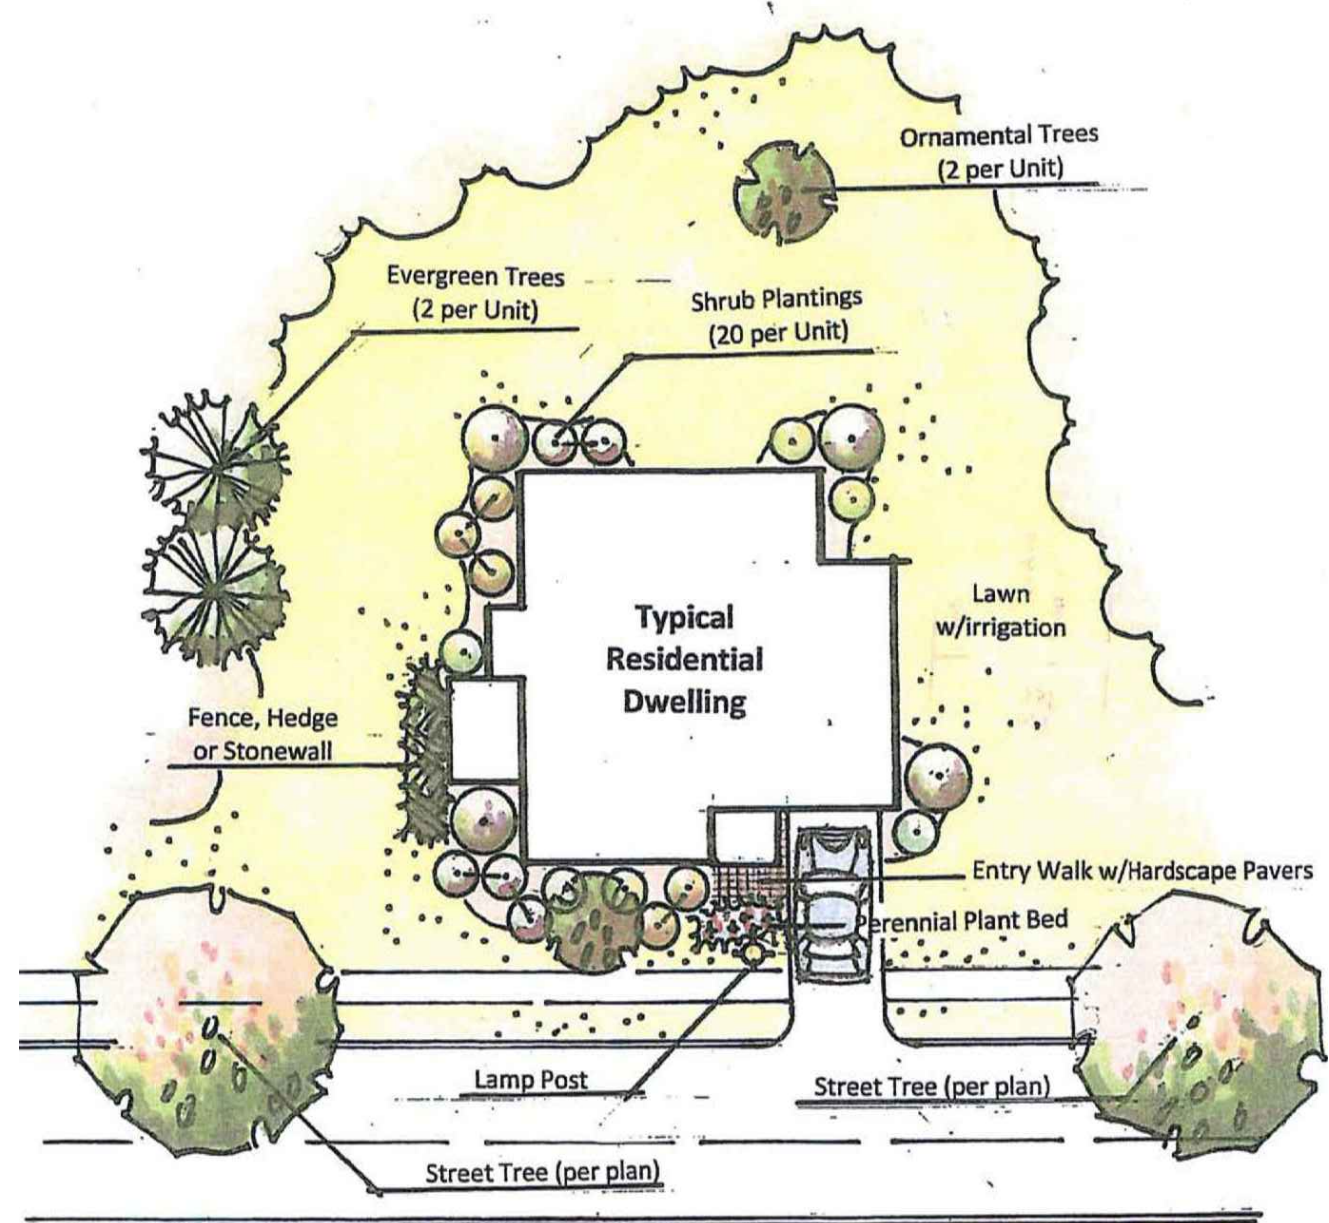 Ornamental Trees
(2 per Unit)
Evergreen Trees
(2 per Unit)
Shrub Plantings
(20 per Unit)
Lawn
w/irrigation
Typical
Residential
Dwelling
Fence, Hedge
or Stonewall
Entry Walk w/Hardscape Pavers
erennial Plant Bed
Lamp Post
Street Tree (per plan)
Street Tree (per plan)